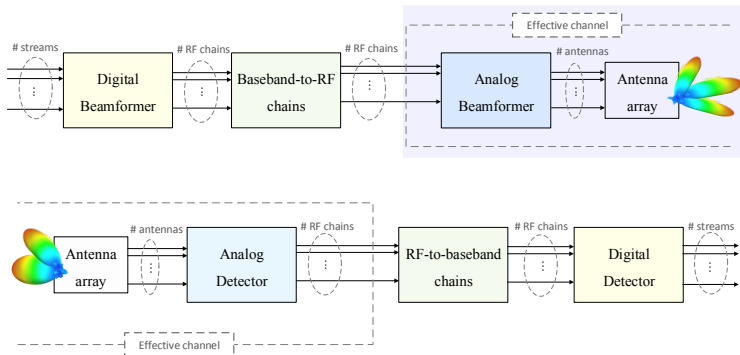 Effective channel
# streams
# RF chains
# RF chains
# antennas
Digital
Beamformer
Baseband-to-RF
chains
Analog
Beamformer
Antenna
array
# antennas
# RF chains
# RF chains
# streams
Antenna
array
Analog
Detector
RF-to-baseband
chains
Digital
Detector
Effective channel